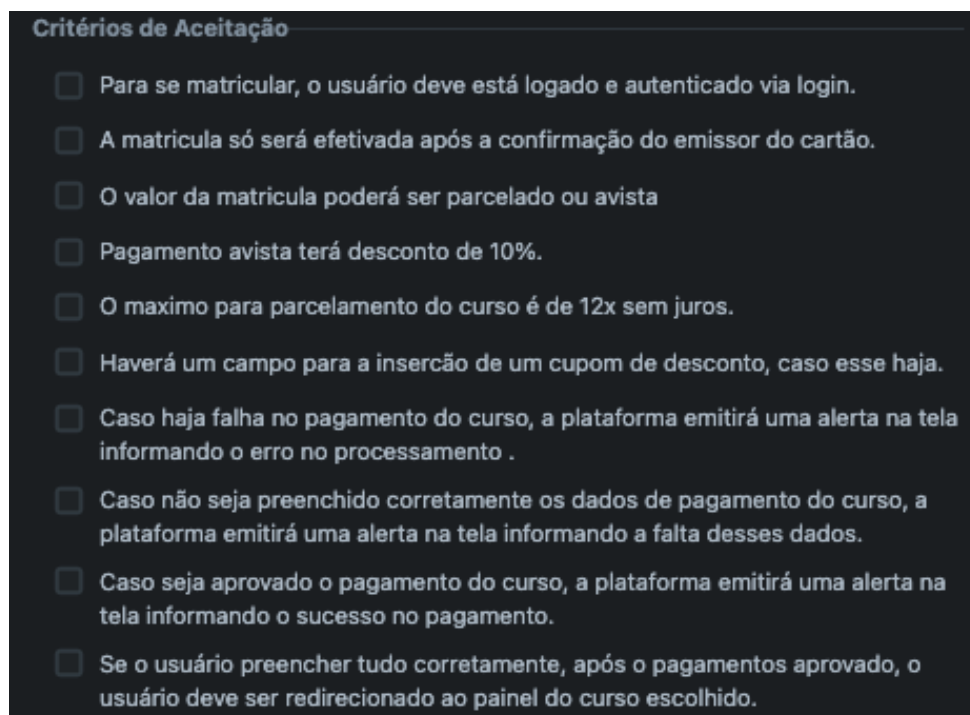 Critérios de Aceitação
Para se matricular, o usuário deve está logado e autenticado via login.
A matricula só será efetivada após a confirmação do emissor do cartão.
O valor da matricula poderá ser parcelado ou avista
Pagamento avista terá desconto de 10%.
O maximo para parcelamento do curso é de 12x sem juros.
Haverá um campo para a insercão de um cupom de desconto, caso esse haja.
Caso haja falha no pagamento do curso, a plataforma emitirá uma alerta na tela
informando o erro no processamento .
Caso não seja preenchido corretamente os dados de pagamento do curso, a
plataforma emitirá uma alerta na tela informando a falta desses dados.
Caso seja aprovado o pagamento do curso, a plataforma emitirá uma alerta na
tela informando o sucesso no pagamento.
Se o usuário preencher tudo corretamente, após o pagamentos aprovado, o
usuário deve ser redirecionado ao painel do curso escolhido.